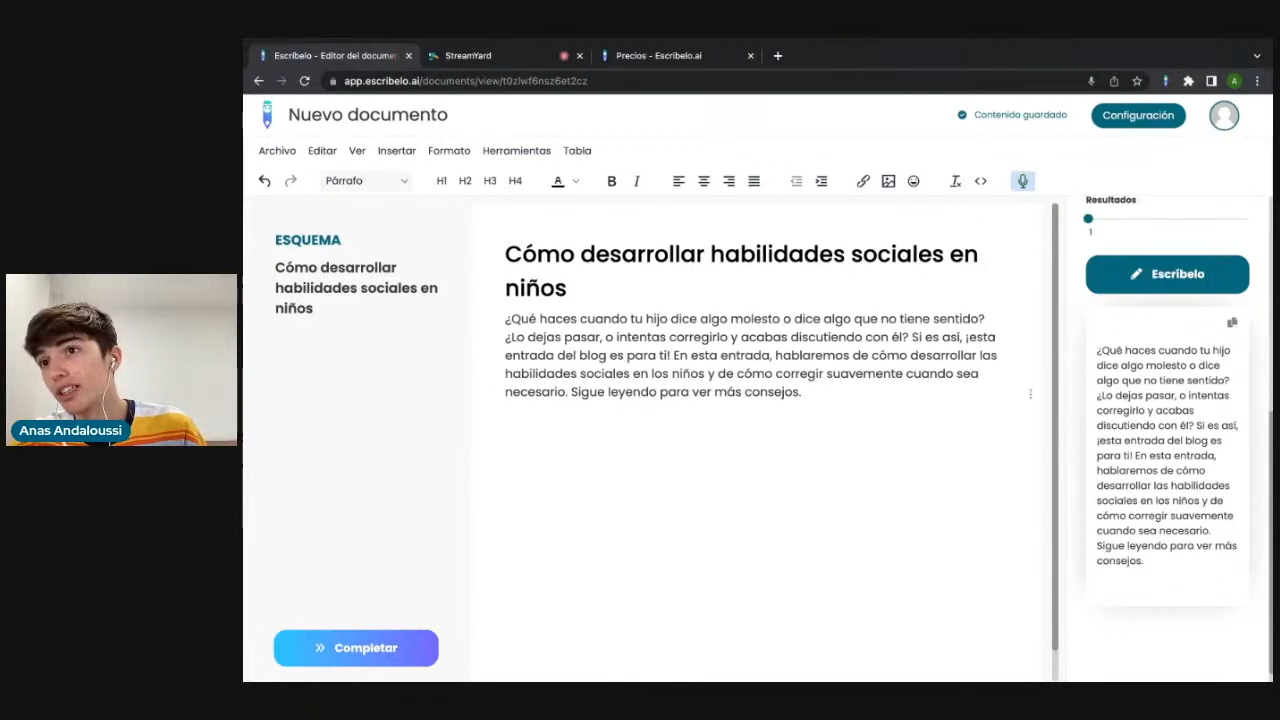 Escríbelo - Editor del docume
StreamYard
Precios - Escríbelo.ai
app.escribelo.ai/documents/view/t0zlwf6nsz6et2cz
A
Nuevo documento
Contenido guardado
Configuración
Archivo Editar Ver Insertar Formato Herramientas Tabla
Párrafo
H1 H2 H3 H4
A
B I
ESQUEMA
Cómo desarrollar
habilidades sociales en
niños
Completar
Cómo desarrollar habilidades sociales en
niños
¿Qué haces cuando tu hijo dice algo molesto o dice algo que no tiene sentido?
¿Lo dejas pasar, o intentas corregirlo y acabas discutiendo con él? Si es así, ¡esta
entrada del blog es para ti! En esta entrada, hablaremos de cómo desarrollar las
habilidades sociales en los niños y de cómo corregir suavemente cuando sea
necesario. Sigue leyendo para ver más consejos.
Resultados
1
Escríbelo
¿Qué haces cuando tu hijo
dice algo molesto o dice
algo que no tiene sentido?
¿Lo dejas pasar, o intentas
corregirlo y acabas
discutiendo con él? Si es así,
¡esta entrada del blog es
para ti! En esta entrada,
hablaremos de cómo
desarrollar las habilidades
sociales en los niños y de
cómo corregir suavemente
cuando sea necesario.
Sigue leyendo para ver más
consejos.
Anas Andaloussi